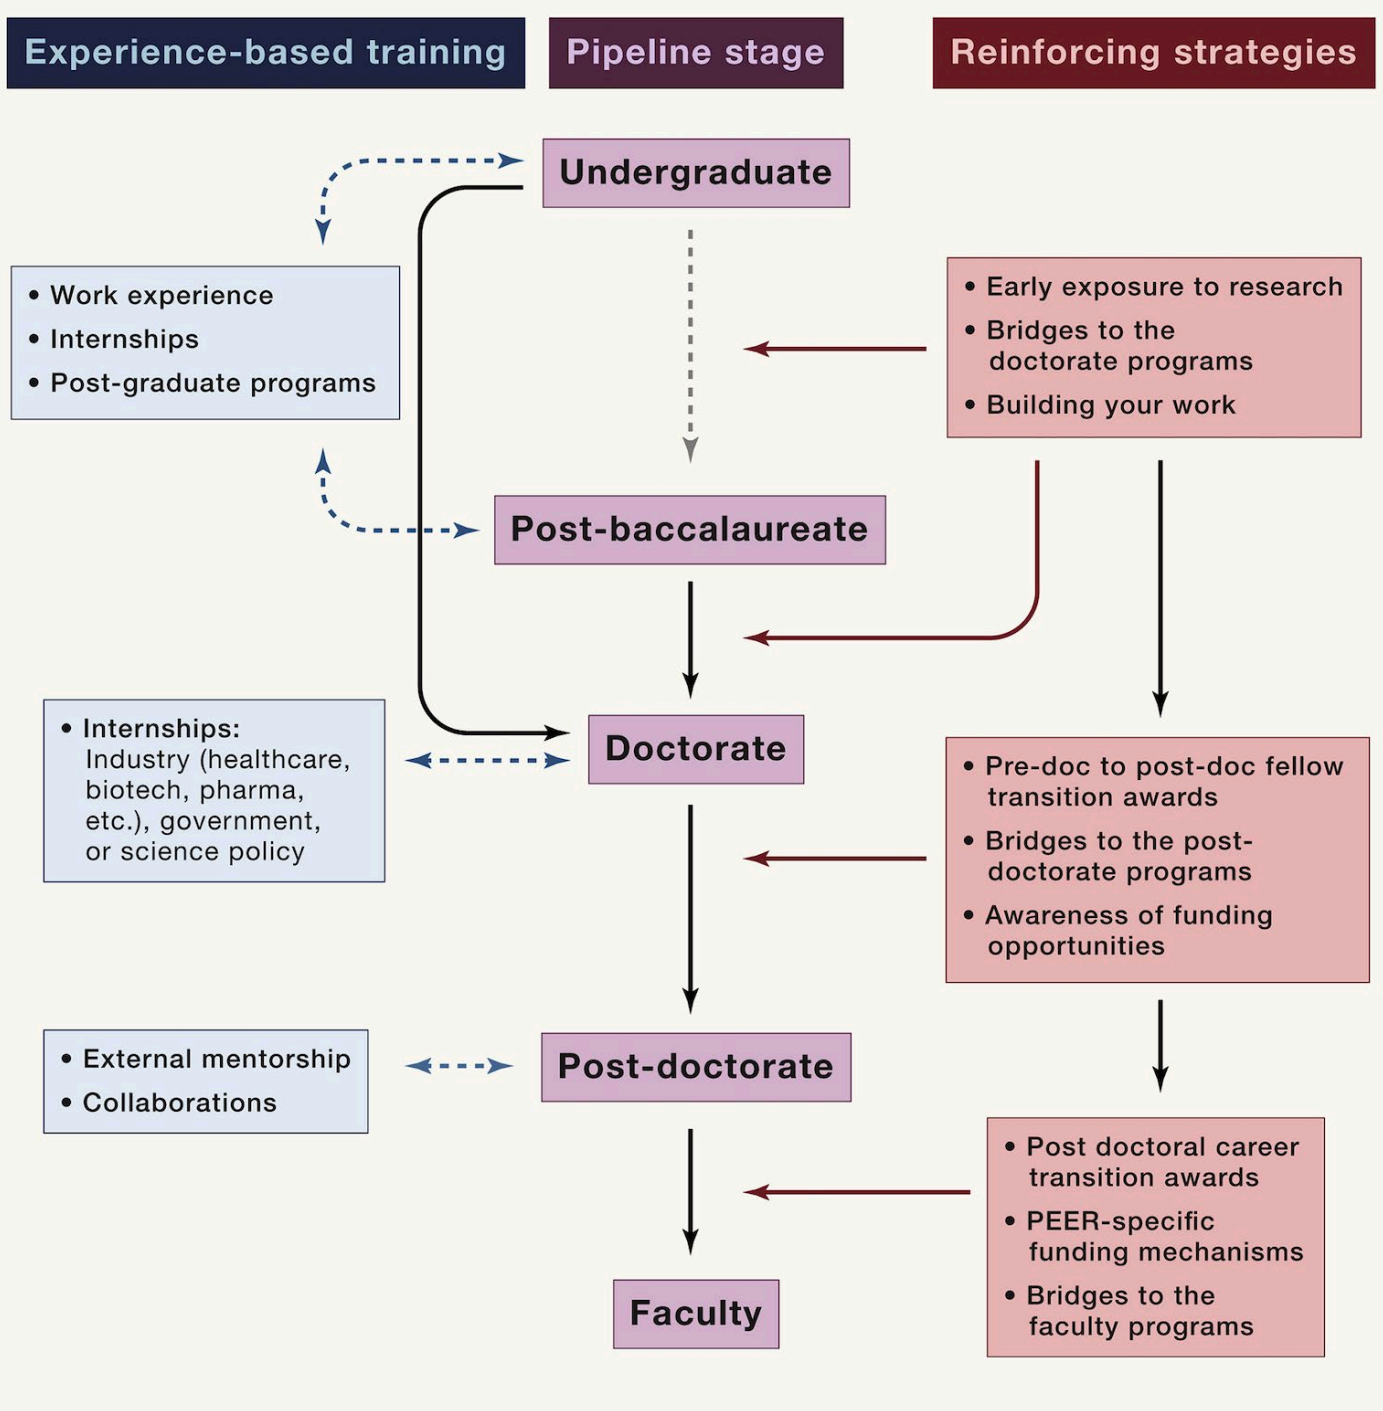 Experience-based training
Pipeline stage
Reinforcing strategies
Undergraduate
• Work experience
• Internships
• Post-graduate programs
• Early exposure to research
• Bridges to the
doctorate programs
• Building your work
Post-baccalaureate
• Internships:
Industry (healthcare,
biotech, pharma,
etc.), government,
or science policy
Doctorate
• Pre-doc to post-doc fellow
transition awards
• Bridges to the post-
doctorate programs
• Awareness of funding
opportunities
• External mentorship
• Collaborations
Post-doctorate
• Post doctoral career
transition awards
• PEER-specific
funding mechanisms
• Bridges to the
faculty programs
Faculty